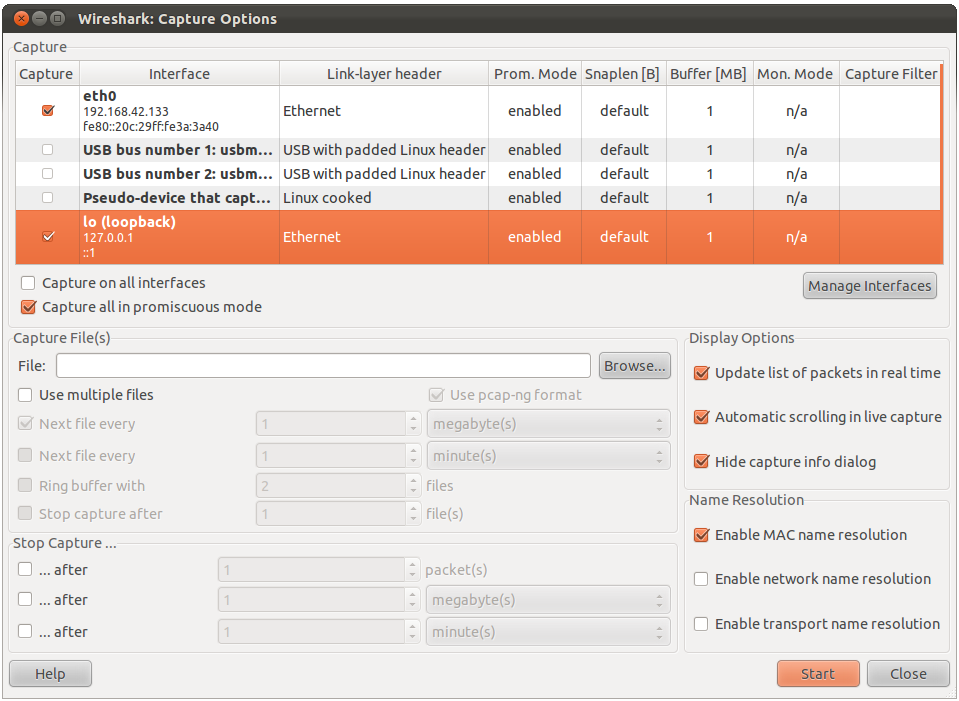 Wireshark: Capture Options
Capture
Capture Interface Link-layer header Prom. Mode Snaplen [B] Buffer [MB] Mon. Mode Capture Filter
eth0
192.168.42.133
fe80::20c:29ff:fe3a:3a40
Ethernet enabled default 1 n/a
USB bus number 1: usbm... USB with padded Linux header enabled default 1 n/a
USB bus number 2: usbm... USB with padded Linux header enabled default 1 n/a
Pseudo-device that capt... Linux cooked enabled default 1 n/a
lo (loopback)
127.0.0.1
::1
Ethernet enabled default 1 n/a
Capture on all interfaces
Manage Interfaces
Capture all in promiscuous mode
Capture File(s)
File: Browse...
Use multiple files Use pcap-ng format
Next file every 1 megabyte(s)
Next file every 1 minute(s)
Ring buffer with 2 files
Stop capture after 1 file(s)
Stop Capture ...
... after 1 packet(s)
... after 1 megabyte(s)
... after 1 minute(s)
Display Options
Update list of packets in real time
Automatic scrolling in live capture
Hide capture info dialog
Name Resolution
Enable MAC name resolution
Enable network name resolution
Enable transport name resolution
Help Start Close